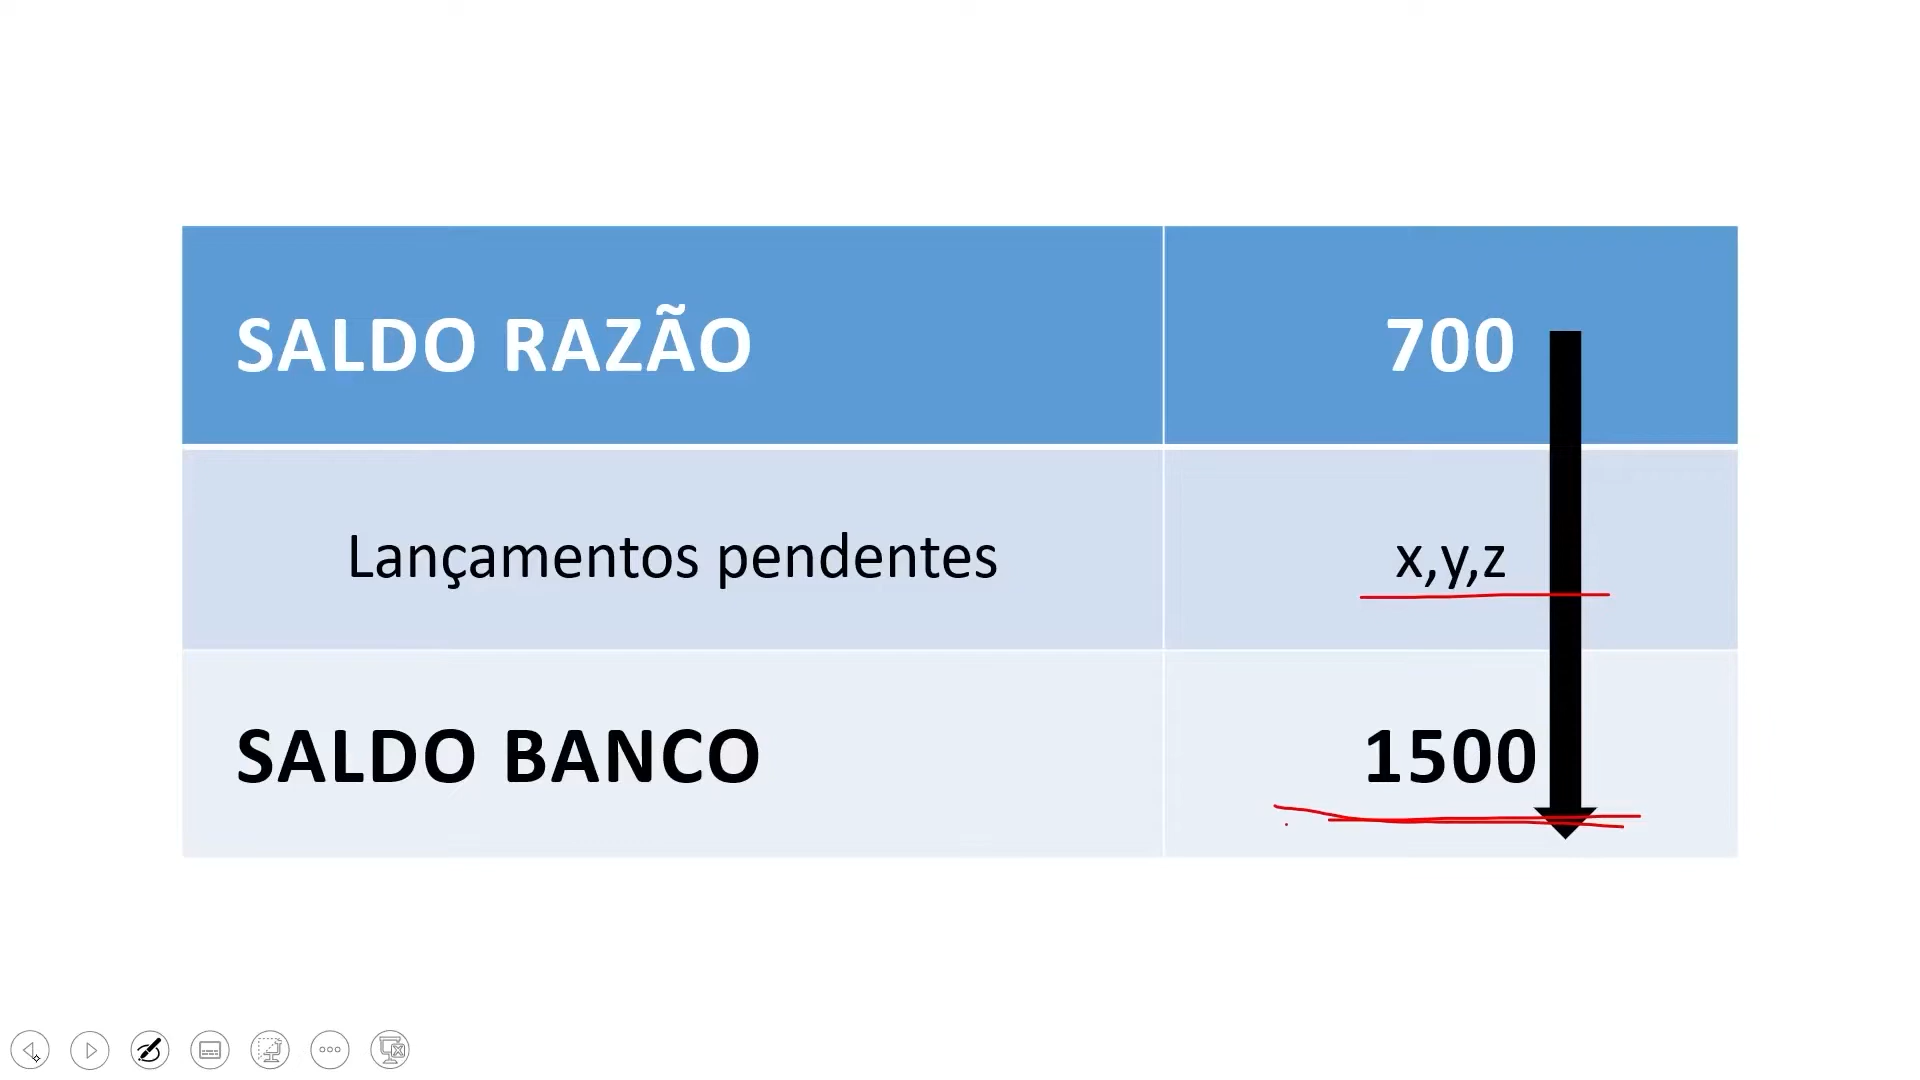 SALDO RAZÃO 700
Lançamentos pendentes x,y,z
SALDO BANCO 1500